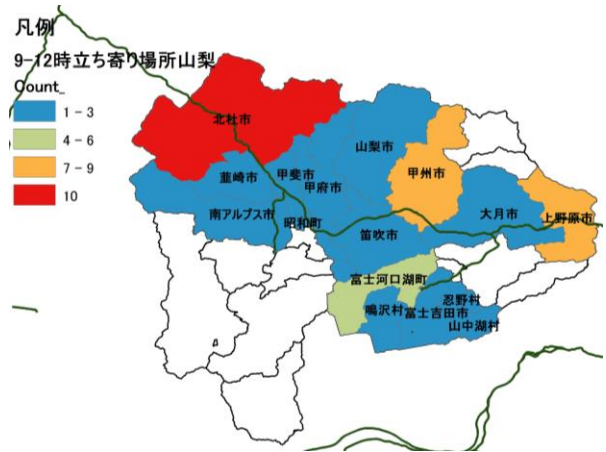 凡例
9-12時立ち寄り場所山梨
Count_
1 - 3
4 - 6
7 - 9
10
北杜市
山梨市
韮崎市
甲斐市
甲府市
甲州市
南アルプス市
昭和町
大月市
上野原市
笛吹市
富士河口湖町
忍野村
鳴沢村
富士吉田市
山中湖村